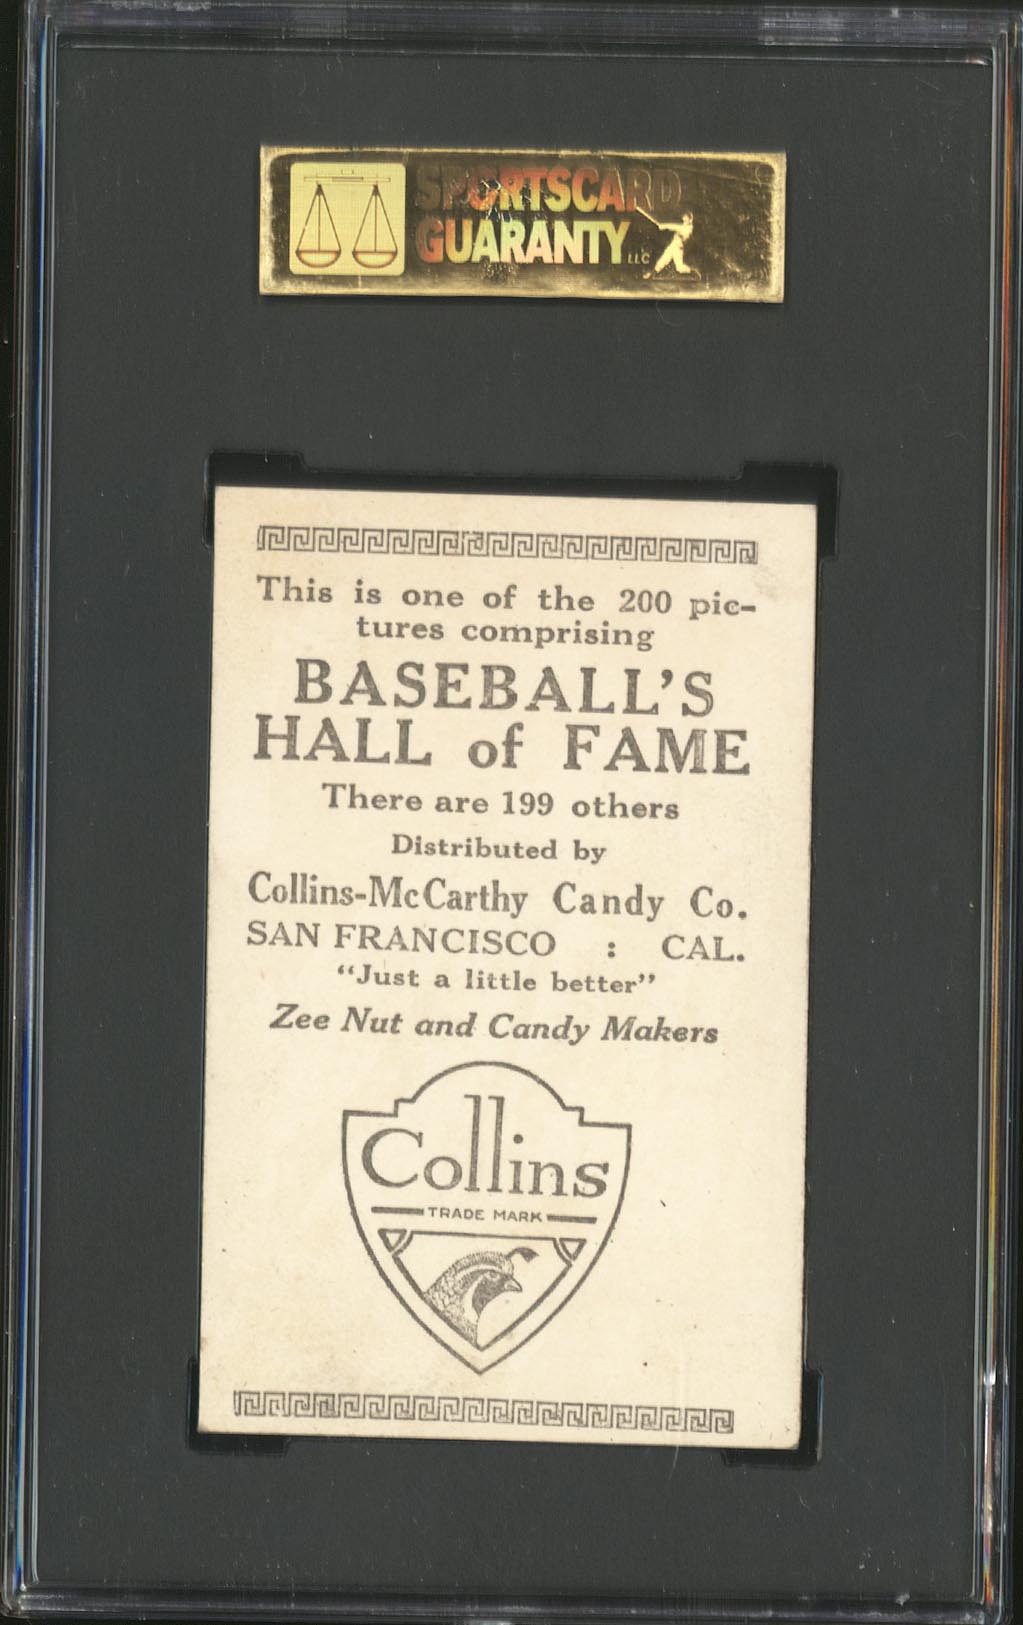 SPORTSCARD
GUARANTY LLC
This is one of the 200 pic-
tures comprising
BASEBALL'S
HALL of FAME
There are 199 others
Distributed by
Collins-McCarthy Candy Co.
SAN FRANCISCO : CAL.
"Just a little better"
Zee Nut and Candy Makers
Collins
TRADE MARK